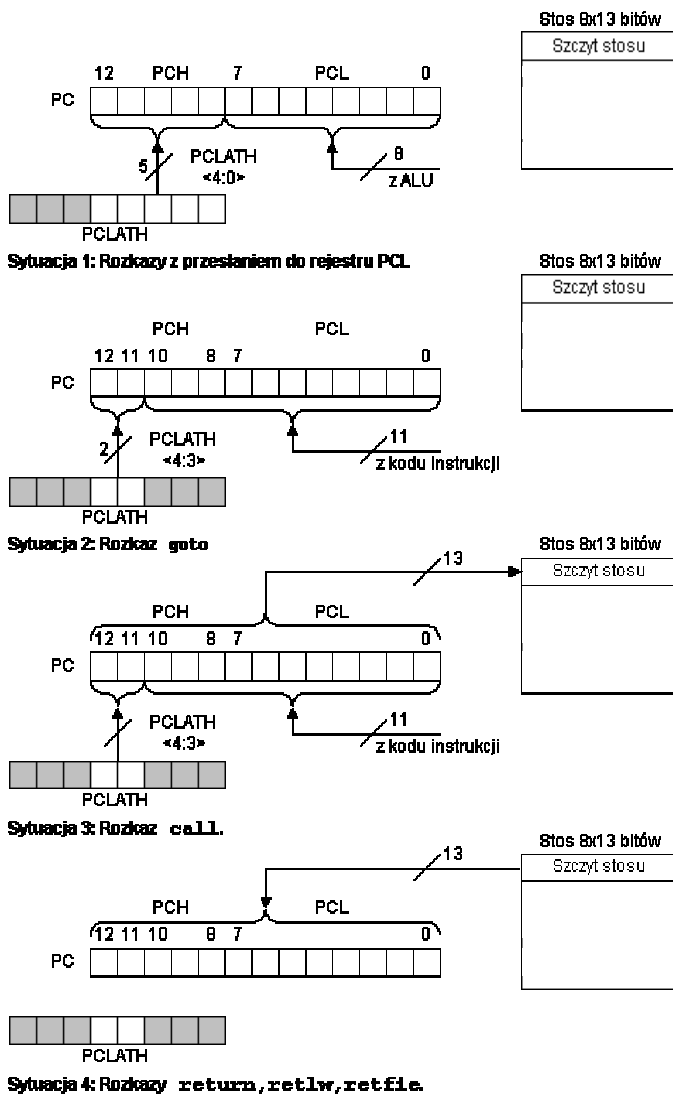 Stos 8x13 bitów
Szczyt stosu
12 PCH 7 PCL 0
PC
5 PCLATH <4:0>
8
z ALU
PCLATH
Sytuacja 1: Rozkazy z przesłaniem do rejestru PCL
Stos 8x13 bitów
Szczyt stosu
PCH PCL
12 11 10 8 7 0
PC
2 PCLATH <4:3>
11
z kodu instrukcji
PCLATH
Sytuacja 2: Rozkaz goto
Stos 8x13 bitów
Szczyt stosu
13
PCH PCL
12 11 10 8 7 0
PC
PCLATH <4:3>
11
z kodu instrukcji
PCLATH
Sytuacja 3: Rozkaz call.
Stos 8x13 bitów
Szczyt stosu
13
PCH PCL
12 11 10 8 7 0
PC
PCLATH
Sytuacja 4: Rozkazy return,retlw,retfie.